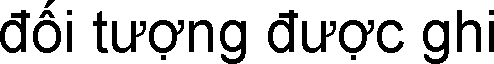 đối tượng được ghi